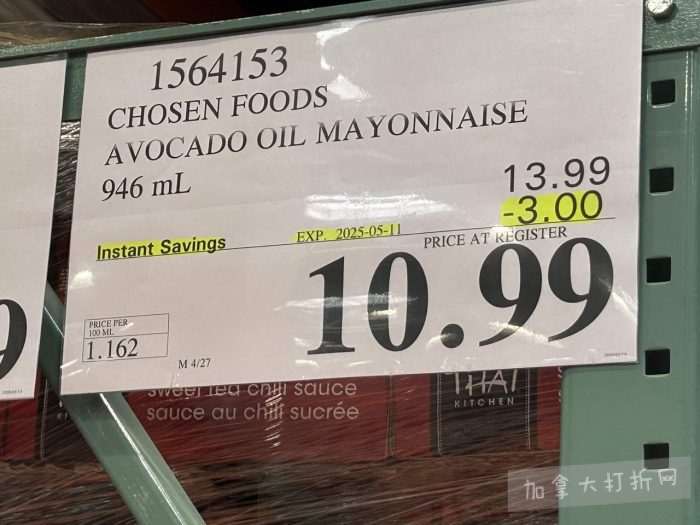 1564153
CHOSEN FOODS
AVOCADO OIL MAYONNAISE
946 mL
13.99
-3.00
Instant Savings
EXP. 2025-05-11
PRICE AT REGISTER
10.99
PRICE PER
100 ML
1.162
M 4/27
9
sweet red chili sauce
sauce au chili sucrée
THAI
KITCHEN
加拿大打折网